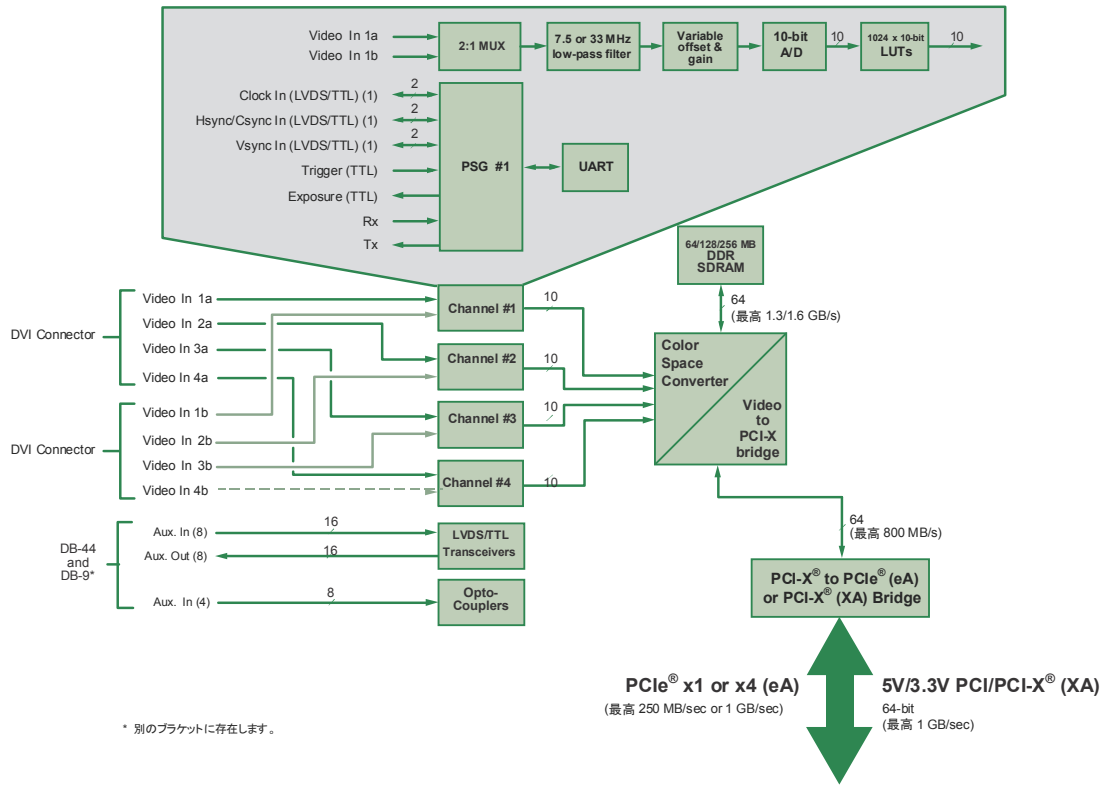 Video In 1a
Video In 1b
2:1 MUX
7.5 or 33 MHz
low-pass filter
Variable
offset &
gain
10-bit
A/D
10
1024 x 10-bit
LUTs
10
Clock In (LVDS/TTL) (1)
2
Hsync/Csync In (LVDS/TTL) (1)
2
Vsync In (LVDS/TTL) (1)
2
Trigger (TTL)
Exposure (TTL)
Rx
Tx
PSG #1
UART
64/128/256 MB
DDR
SDRAM
64
(最高 1.3/1.6 GB/s)
DVI Connector
Video In 1a
Video In 2a
Video In 3a
Video In 4a
DVI Connector
Video In 1b
Video In 2b
Video In 3b
Video In 4b
Channel #1
10
Channel #2
10
Channel #3
10
Channel #4
10
Color
Space
Converter
Video
to
PCI-X
bridge
DB-44
and
DB-9*
Aux. In (8)
16
Aux. Out (8)
16
LVDS/TTL
Transceivers
Aux. In (4)
8
Opto-
Couplers
64
(最高 800 MB/s)
PCI-X® to PCIe® (eA)
or PCI-X® (XA) Bridge
PCIe® x1 or x4 (eA)
(最高 250 MB/sec or 1 GB/sec)
5V/3.3V PCI/PCI-X® (XA)
64-bit
(最高 1 GB/sec)
* 別のブラケットに存在します。